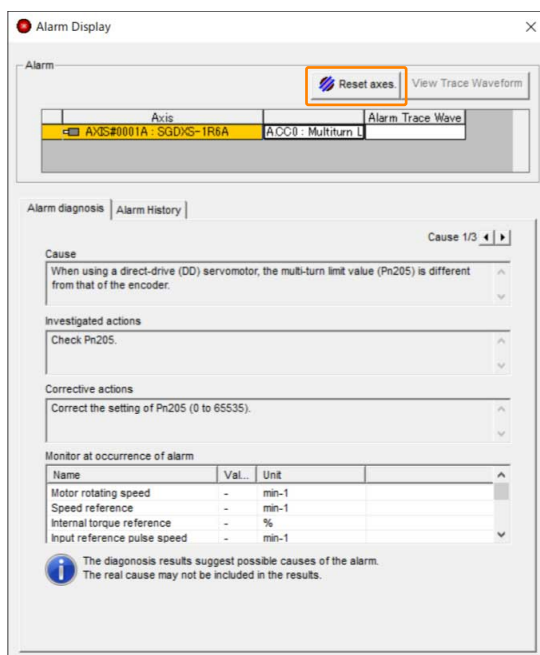 Alarm Display
Alarm
Reset axes.
View Trace Waveform
Axis
Alarm Trace Wave
AXIS#0001A : SGDXS-1R6A
A.CC0 : Multiturn L
Alarm diagnosis
Alarm History
Cause 1/3
Cause
When using a direct-drive (DD) servomotor, the multi-turn limit value (Pn205) is different
from that of the encoder.
Investigated actions
Check Pn205.
Corrective actions
Correct the setting of Pn205 (0 to 65535).
Monitor at occurrence of alarm
Name Val... Unit
Motor rotating speed - min-1
Speed reference - min-1
Internal torque reference - %
Input reference pulse speed - min-1
The diagonosis results suggest possible causes of the alarm.
The real cause may not be included in the results.